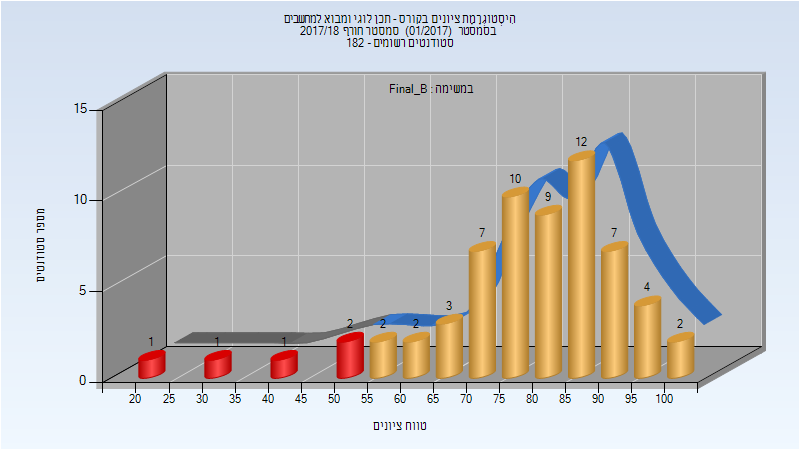 היסטוגרמת ציונים בקורס - תכן לוגי ומבוא למחשבים
בסמסטר (01/2017) סמסטר חורף 2017/18
סטודנטים רשומים - 182
במשימה : Final_B
מספר סטודנטים
15
10
5
0
1
1
1
2
2
2
3
7
10
9
12
7
4
2
20 25 30 35 40 45 50 55 60 65 70 75 80 85 90 95 100
טווח ציונים